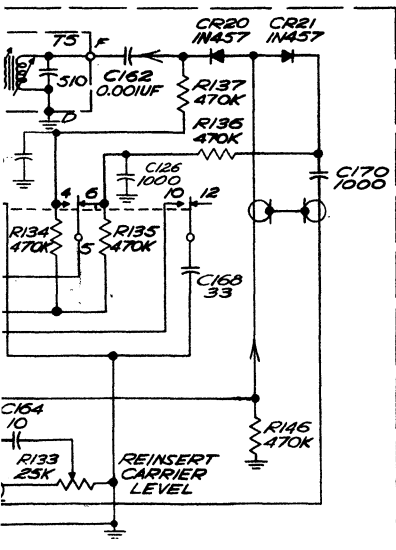 CR20 CR21
T5 F 1N457 1N457
510 C162 R137
0.001UF 470K
D R136
470K
C126 C170
1000 1000
4 6 10 12
R134 R135
470K 5 470K
C168
33
C164
10
R146
470K
R133 REINSERT
25K CARRIER
LEVEL